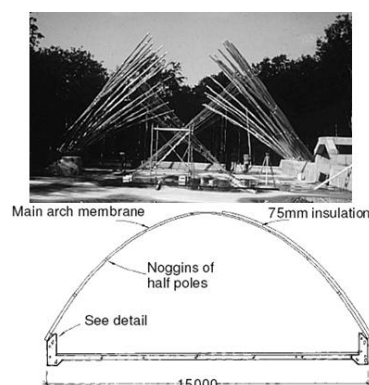 Main arch membrane
75mm insulation
Noggins of
half poles
See detail
15000